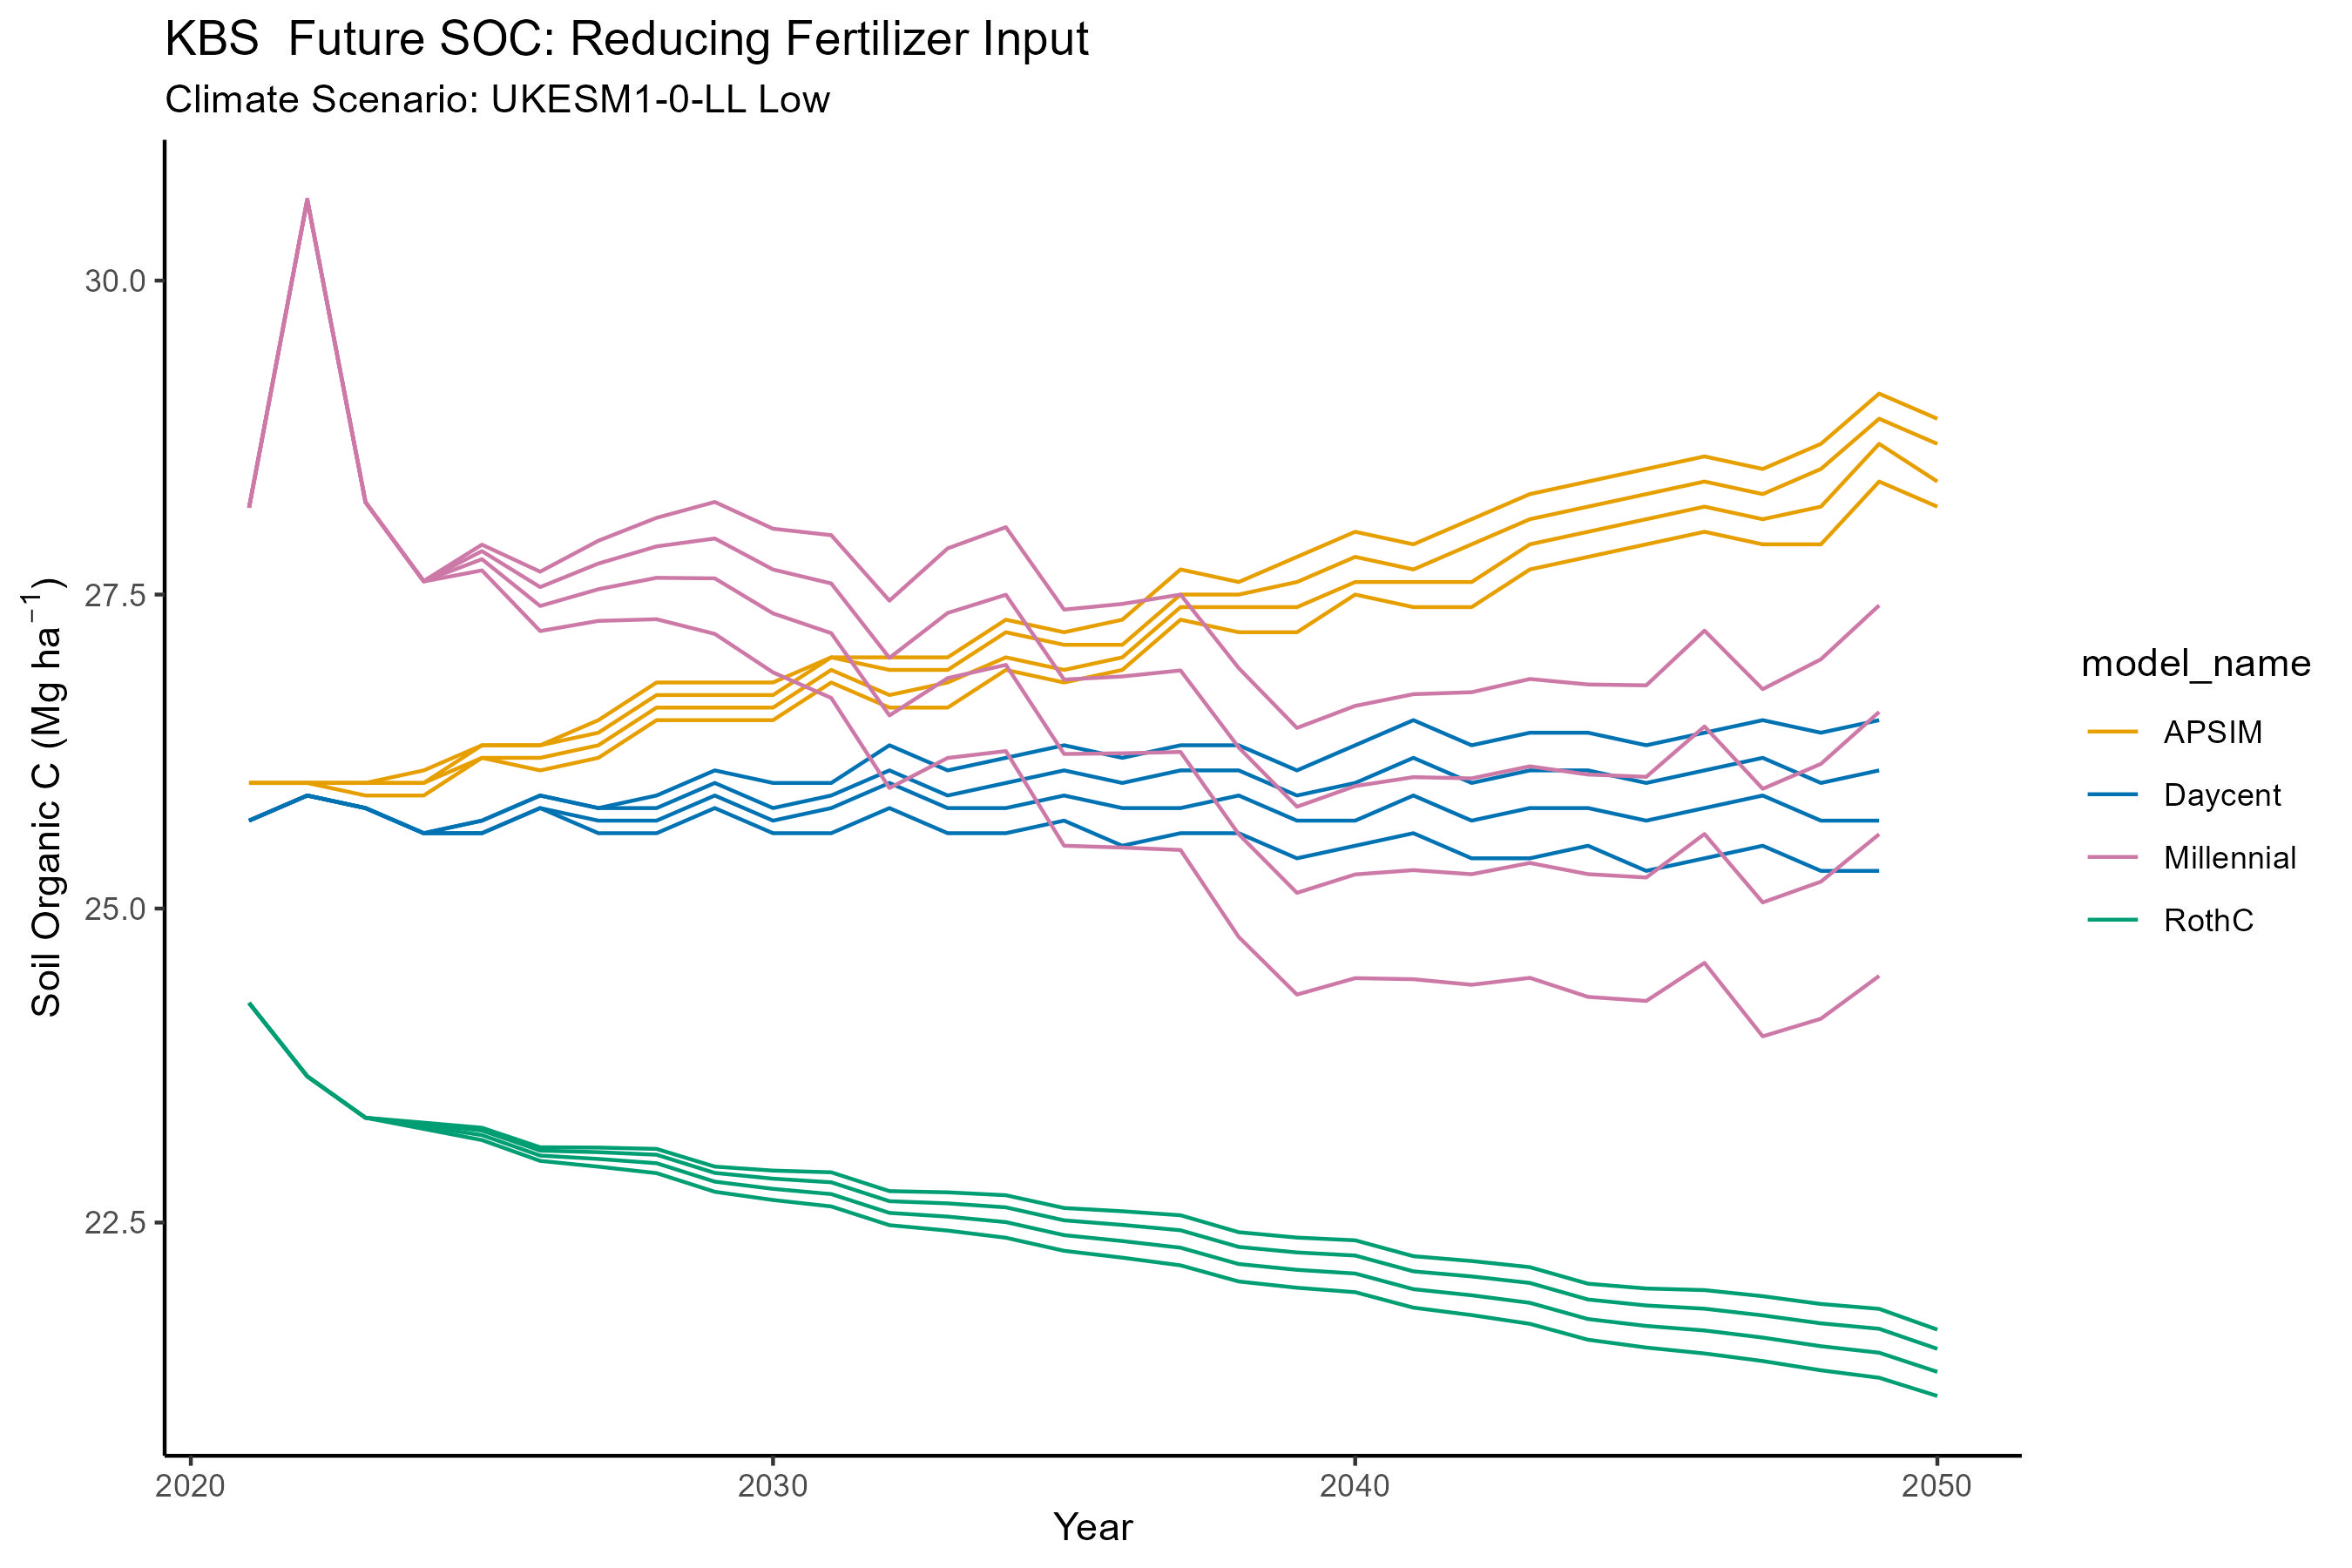 KBS  Future SOC: Reducing Fertilizer Input
Climate Scenario: UKESM1-0-LL Low
Soil Organic C (Mg ha⁻¹)
30.0
27.5
25.0
22.5
2020
2030
2040
2050
Year
model_name
APSIM
Daycent
Millennial
RothC